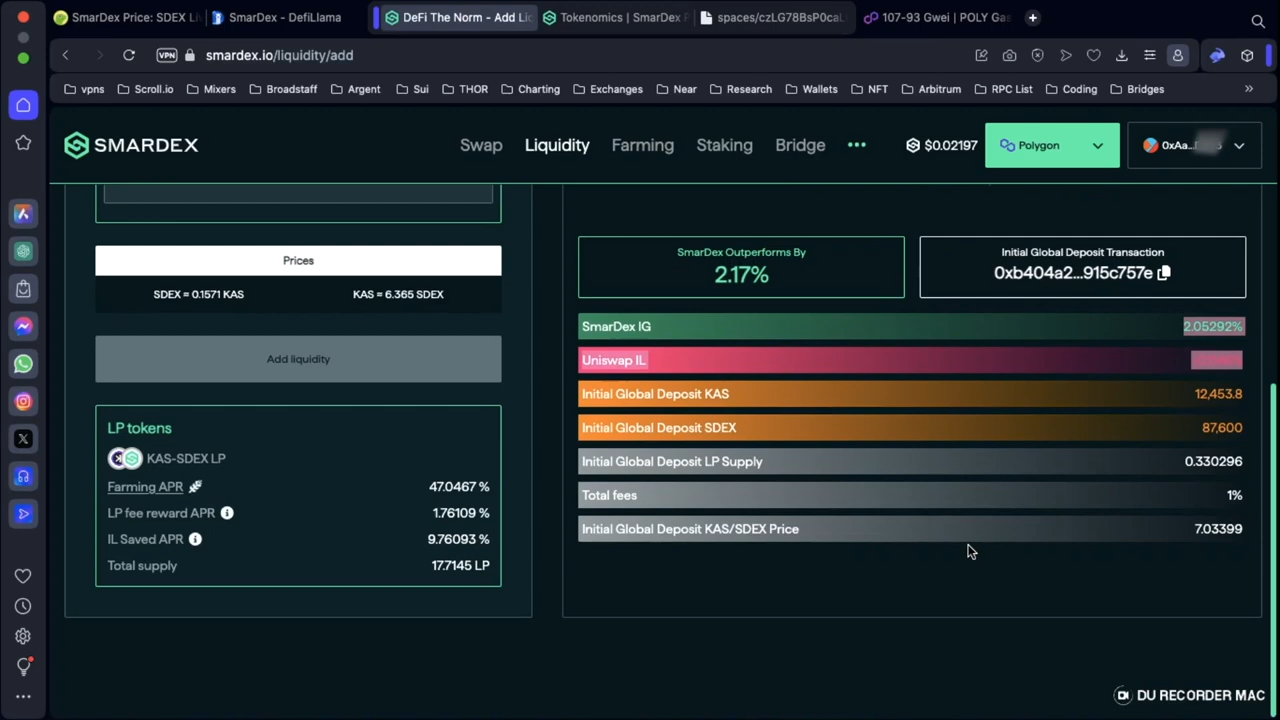 SmarDex Price: SDEX Li
SmarDex - DefiLlama
DeFi The Norm - Add Lic
Tokenomics | SmarDex
spaces/czLG78BsP0caL
107-93 Gwei | POLY Gas
VPN
smardex.io/liquidity/add
vpns
Scroll.io
Mixers
Broadstaff
Argent
Sui
THOR
Charting
Exchanges
Near
Research
Wallets
NFT
Arbitrum
RPC List
Coding
Bridges
SMARDEX
Swap
Liquidity
Farming
Staking
Bridge
$0.02197
Polygon
0xAa...
Prices
SDEX = 0.1571 KAS
KAS = 6.365 SDEX
Add liquidity
LP tokens
KAS-SDEX LP
Farming APR
47.0467 %
LP fee reward APR
1.76109 %
IL Saved APR
9.76093 %
Total supply
17.7145 LP
SmarDex Outperforms By
2.17%
Initial Global Deposit Transaction
0xb404a2...915c757e
SmarDex IG
2.05292%
Uniswap IL
Initial Global Deposit KAS
12,453.8
Initial Global Deposit SDEX
87,600
Initial Global Deposit LP Supply
0.330296
Total fees
1%
Initial Global Deposit KAS/SDEX Price
7.03399
DU RECORDER MAC